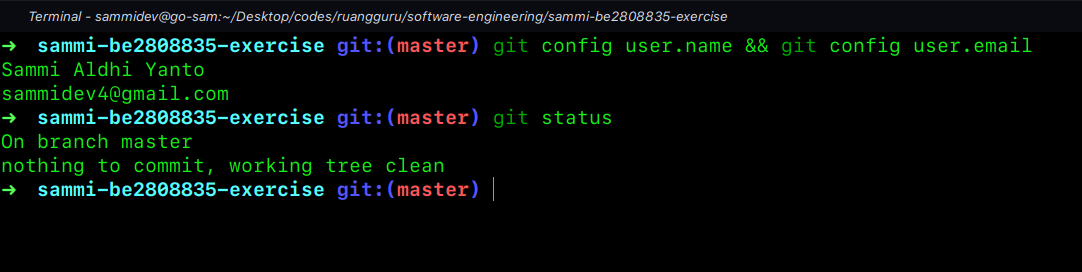 Terminal - sammidev@go-sam:~/Desktop/codes/ruangguru/software-engineering/sammi-be2808835-exercise
➜  sammi-be2808835-exercise git:(master) git config user.name && git config user.email
Sammi Aldhi Yanto
sammidev4@gmail.com
➜  sammi-be2808835-exercise git:(master) git status
On branch master
nothing to commit, working tree clean
➜  sammi-be2808835-exercise git:(master)